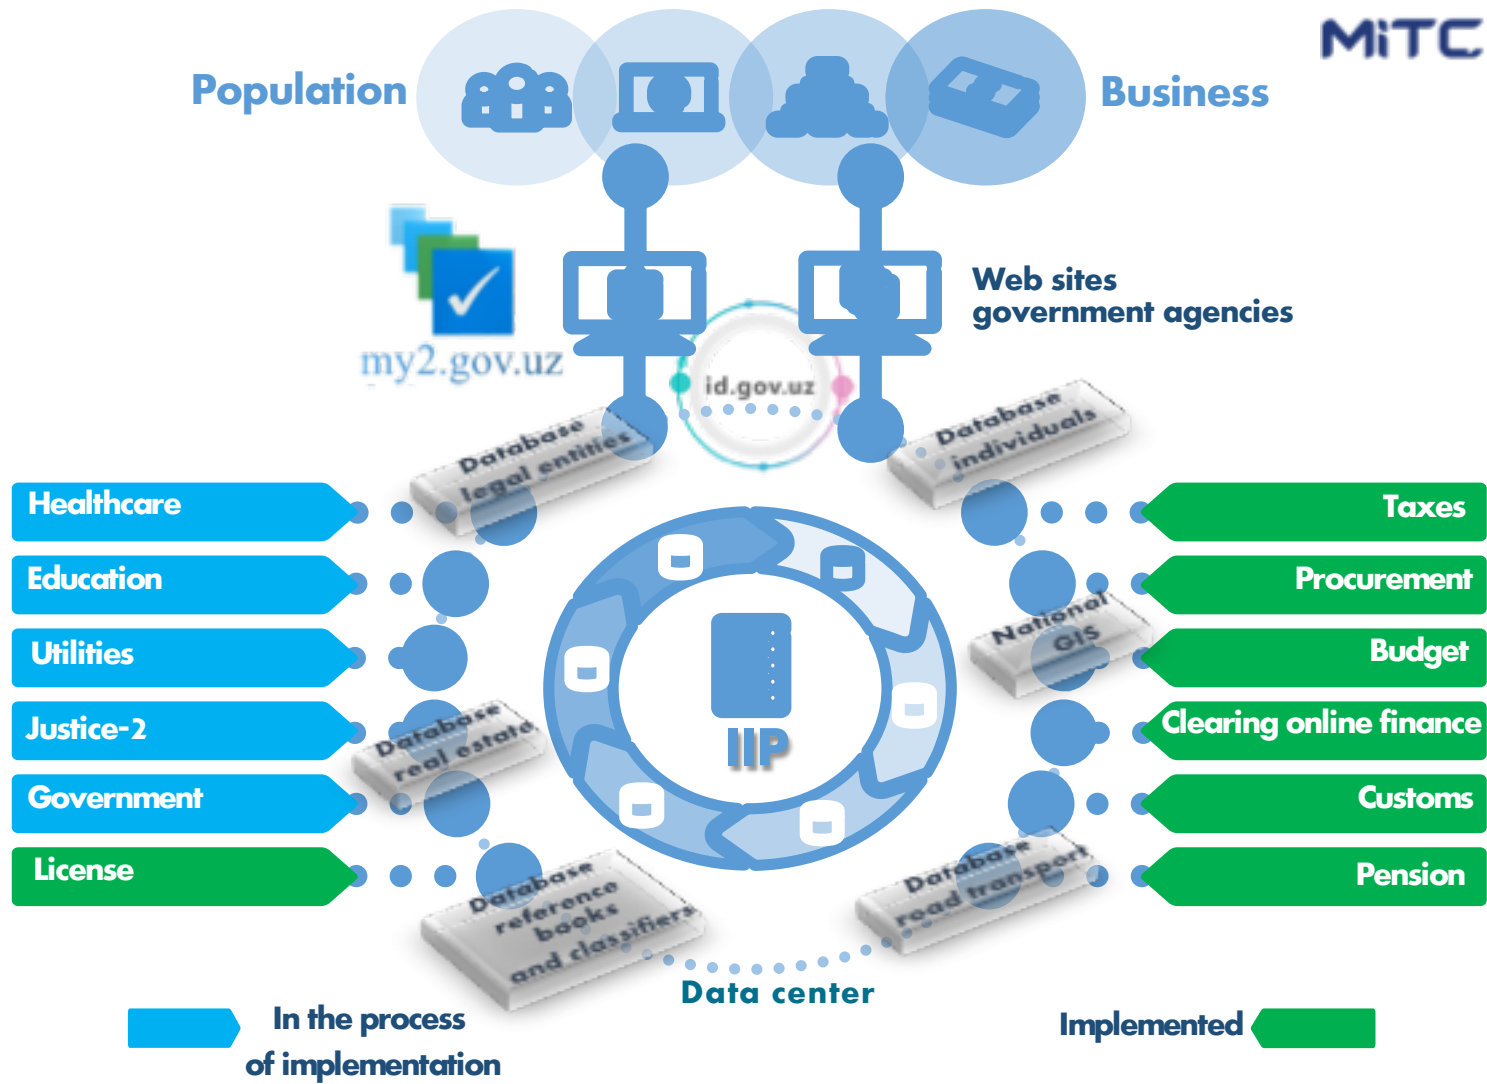 MiTC
Population
Business
my2.gov.uz
Web sites
government agencies
id.gov.uz
Database
legal entities
Database
individuals
Healthcare
Education
Utilities
Justice-2
Government
License
Taxes
Procurement
Budget
Clearing online finance
Customs
Pension
National
GIS
Database
real estate
IIP
Database
reference
books
and classifiers
Database
road transport
Data center
In the process
of implementation
Implemented